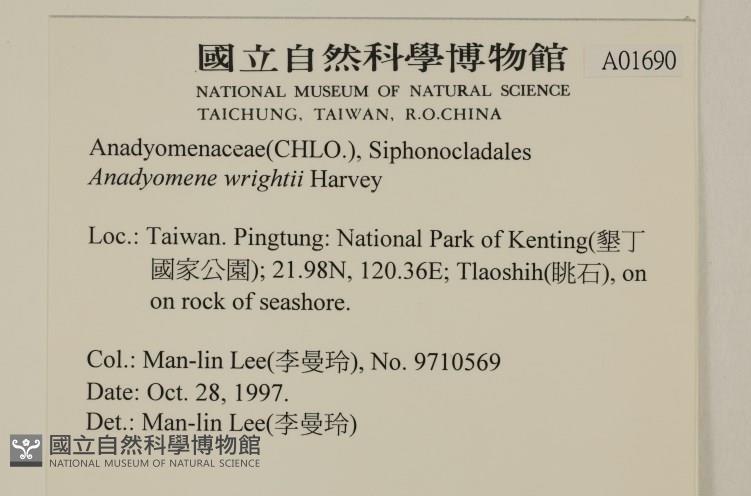 國立自然科學博物館
A01690
NATIONAL MUSEUM OF NATURAL SCIENCE
TAICHUNG, TAIWAN, R.O.CHINA
Anadyomenaceae(CHLO.), Siphonocladales
Anadyomene wrightii Harvey
Loc.: Taiwan. Pingtung: National Park of Kenting(墾丁
國家公園); 21.98N, 120.36E; Tlaoshih(眺石), on
on rock of seashore.
Col.: Man-lin Lee(李曼玲), No. 9710569
Date: Oct. 28, 1997.
Det.: Man-lin Lee(李曼玲)
國立自然科學博物館
NATIONAL MUSEUM OF NATURAL SCIENCE